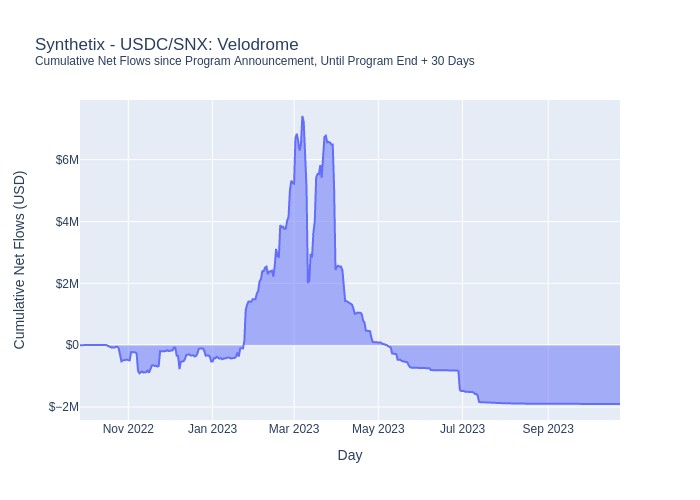 Synthetix - USDC/SNX: Velodrome
Cumulative Net Flows since Program Announcement, Until Program End + 30 Days
Cumulative Net Flows (USD)
$6M
$4M
$2M
$0
$−2M
Nov 2022
Jan 2023
Mar 2023
May 2023
Jul 2023
Sep 2023
Day